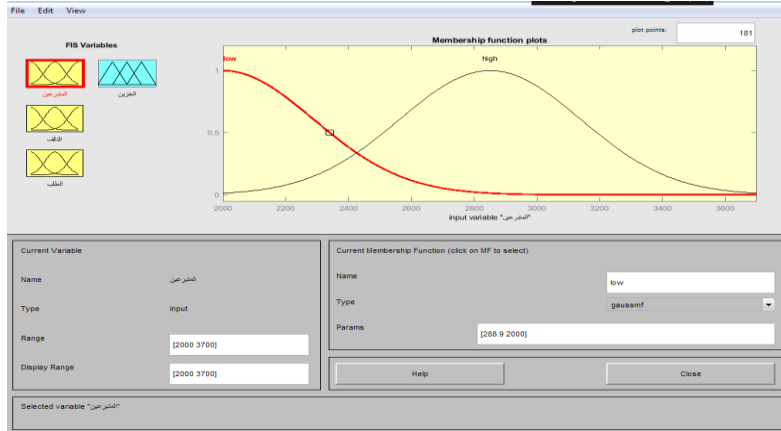 File Edit View
FIS Variables
المتبرعين
الخزين
التالف
الطلب
Membership function plots
plot points:
181
low
high
1
0.5
0
2000 2200 2400 2600 2800 3000 3200 3400 3600
input variable "المتبرعين"
Current Variable
Name المتبرعين
Type input
Range [2000 3700]
Display Range [2000 3700]
Current Membership Function (click on MF to select)
Name low
Type gaussmf
Params [288.9 2000]
Help Close
Selected variable "المتبرعين"